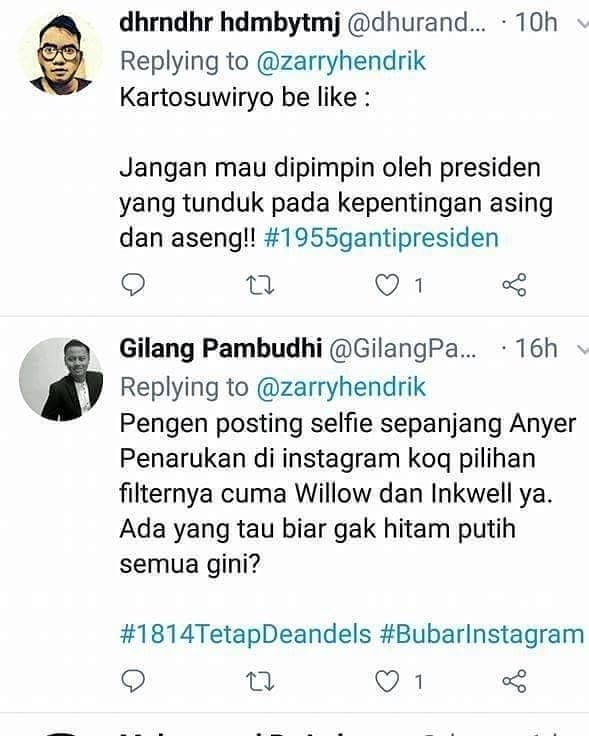 dhrndhr hdmbytmj @dhurand... · 10h
Replying to @zarryhendrik
Kartosuwiryo be like :
Jangan mau dipimpin oleh presiden
yang tunduk pada kepentingan asing
dan aseng!! #1955gantipresiden
1
Gilang Pambudhi @GilangPa... · 16h
Replying to @zarryhendrik
Pengen posting selfie sepanjang Anyer
Penarukan di instagram koq pilihan
filternya cuma Willow dan Inkwell ya.
Ada yang tau biar gak hitam putih
semua gini?
#1814TetapDeandels #BubarInstagram
1